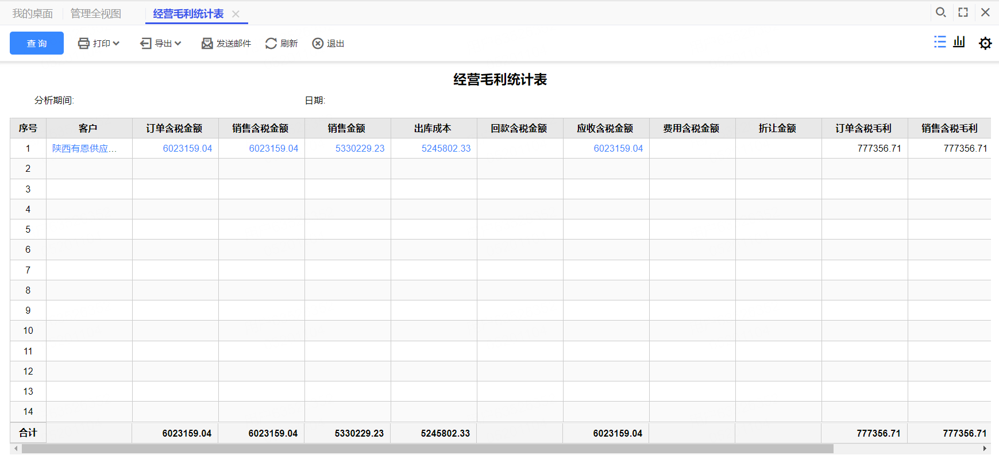 我的桌面 管理全视图 经营毛利统计表
查询 打印 导出 发送邮件 刷新 退出
经营毛利统计表
分析期间: 日期:
序号 客户 订单含税金额 销售含税金额 销售金额 出库成本 回款含税金额 应收含税金额 费用含税金额 折让金额 订单含税毛利 销售含税毛利
1 陕西有恩供应... 6023159.04 6023159.04 5330229.23 5245802.33 6023159.04 777356.71 777356.71
2
3
4
5
6
7
8
9
10
11
12
13
14
合计 6023159.04 6023159.04 5330229.23 5245802.33 6023159.04 777356.71 777356.71